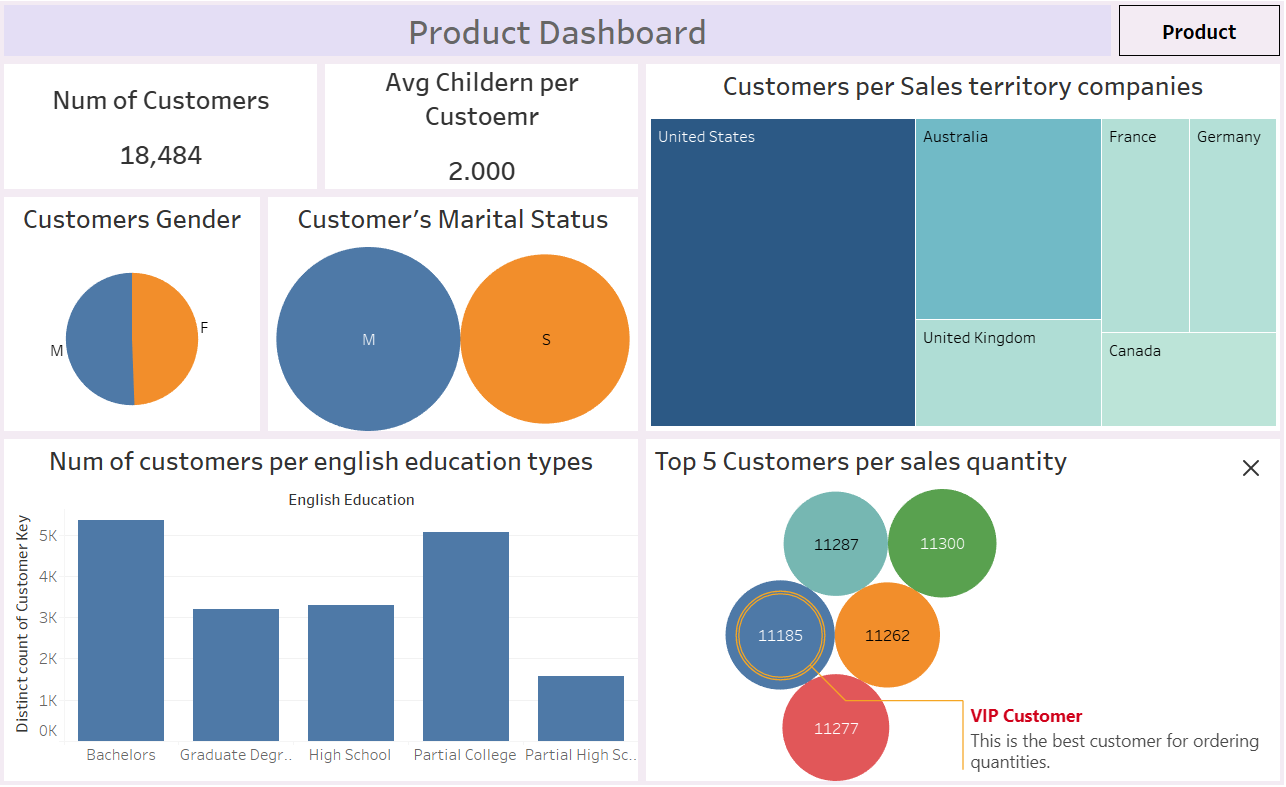 Product Dashboard
Product
Num of Customers
18,484
Avg Childern per
Custoemr
2.000
Customers per Sales territory companies
United States
Australia
France
Germany
United Kingdom
Canada
Customers Gender
M
F
Customer’s Marital Status
M
S
Num of customers per english education types
English Education
Distinct count of Customer Key
5K
4K
3K
2K
1K
0K
Bachelors
Graduate Degr..
High School
Partial College
Partial High Sc..
Top 5 Customers per sales quantity
11287
11300
11185
11262
11277
VIP Customer
This is the best customer for ordering
quantities.